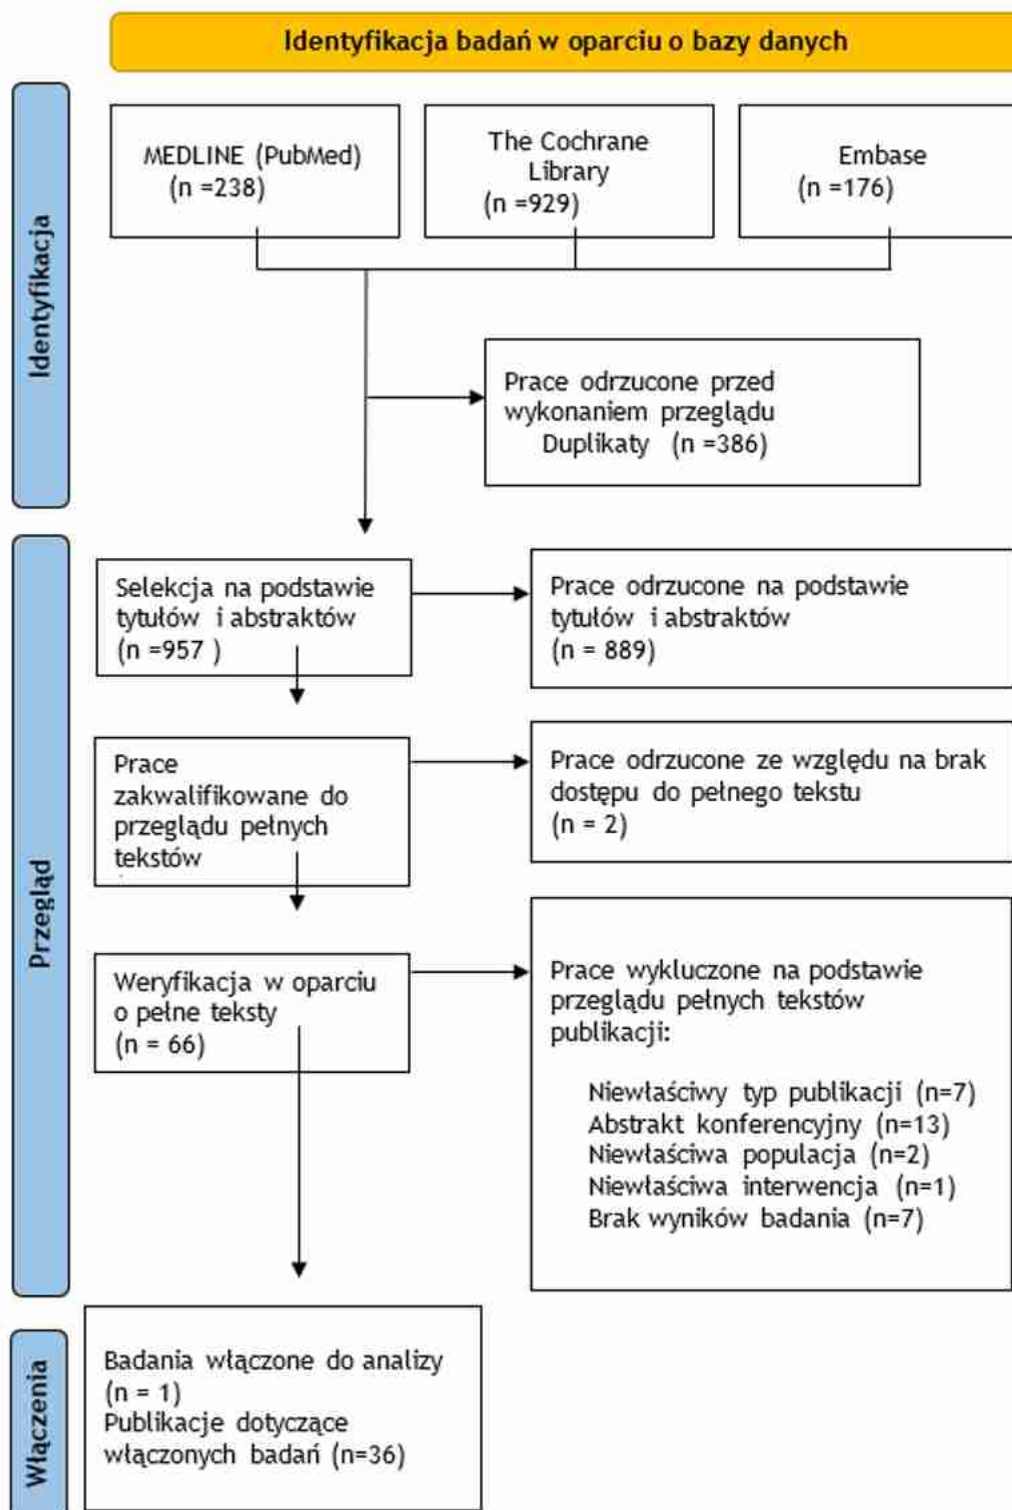 Identyfikacja badań w oparciu o bazy danych
Identyfikacja
MEDLINE (PubMed)
(n =238)
The Cochrane
Library
(n =929)
Embase
(n =176)
Prace odrzucone przed
wykonaniem przeglądu
Duplikaty (n =386)
Przegląd
Selekcja na podstawie
tytułów i abstraktów
(n =957 )
Prace odrzucone na podstawie
tytułów i abstraktów
(n = 889)
Prace
zakwalifikowane do
przeglądu pełnych
tekstów
Prace odrzucone ze względu na brak
dostępu do pełnego tekstu
(n = 2)
Weryfikacja w oparciu
o pełne teksty
(n = 66)
Prace wykluczone na podstawie
przeglądu pełnych tekstów
publikacji:
Niewłaściwy typ publikacji (n=7)
Abstrakt konferencyjny (n=13)
Niewłaściwa populacja (n=2)
Niewłaściwa interwencja (n=1)
Brak wyników badania (n=7)
Włączenia
Badania włączone do analizy
(n = 1)
Publikacje dotyczące
włączonych badań (n=36)